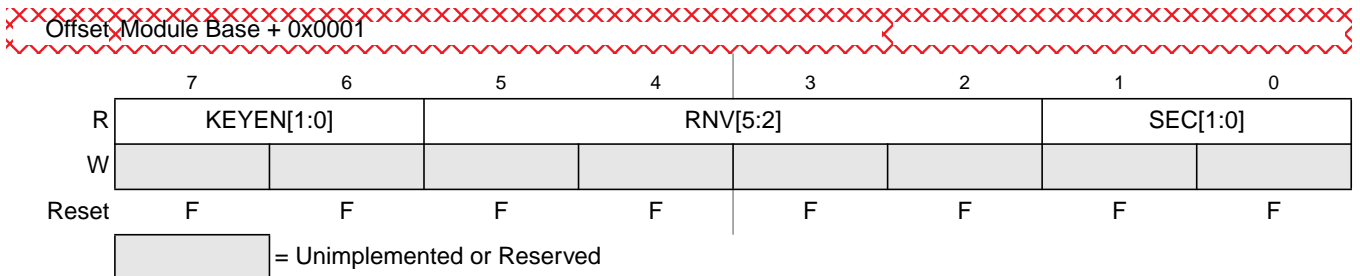 Offset Module Base + 0x0001
7 6 5 4 3 2 1 0
R KEYEN[1:0] RNV[5:2] SEC[1:0]
W
Reset F F F F F F F F
= Unimplemented or Reserved